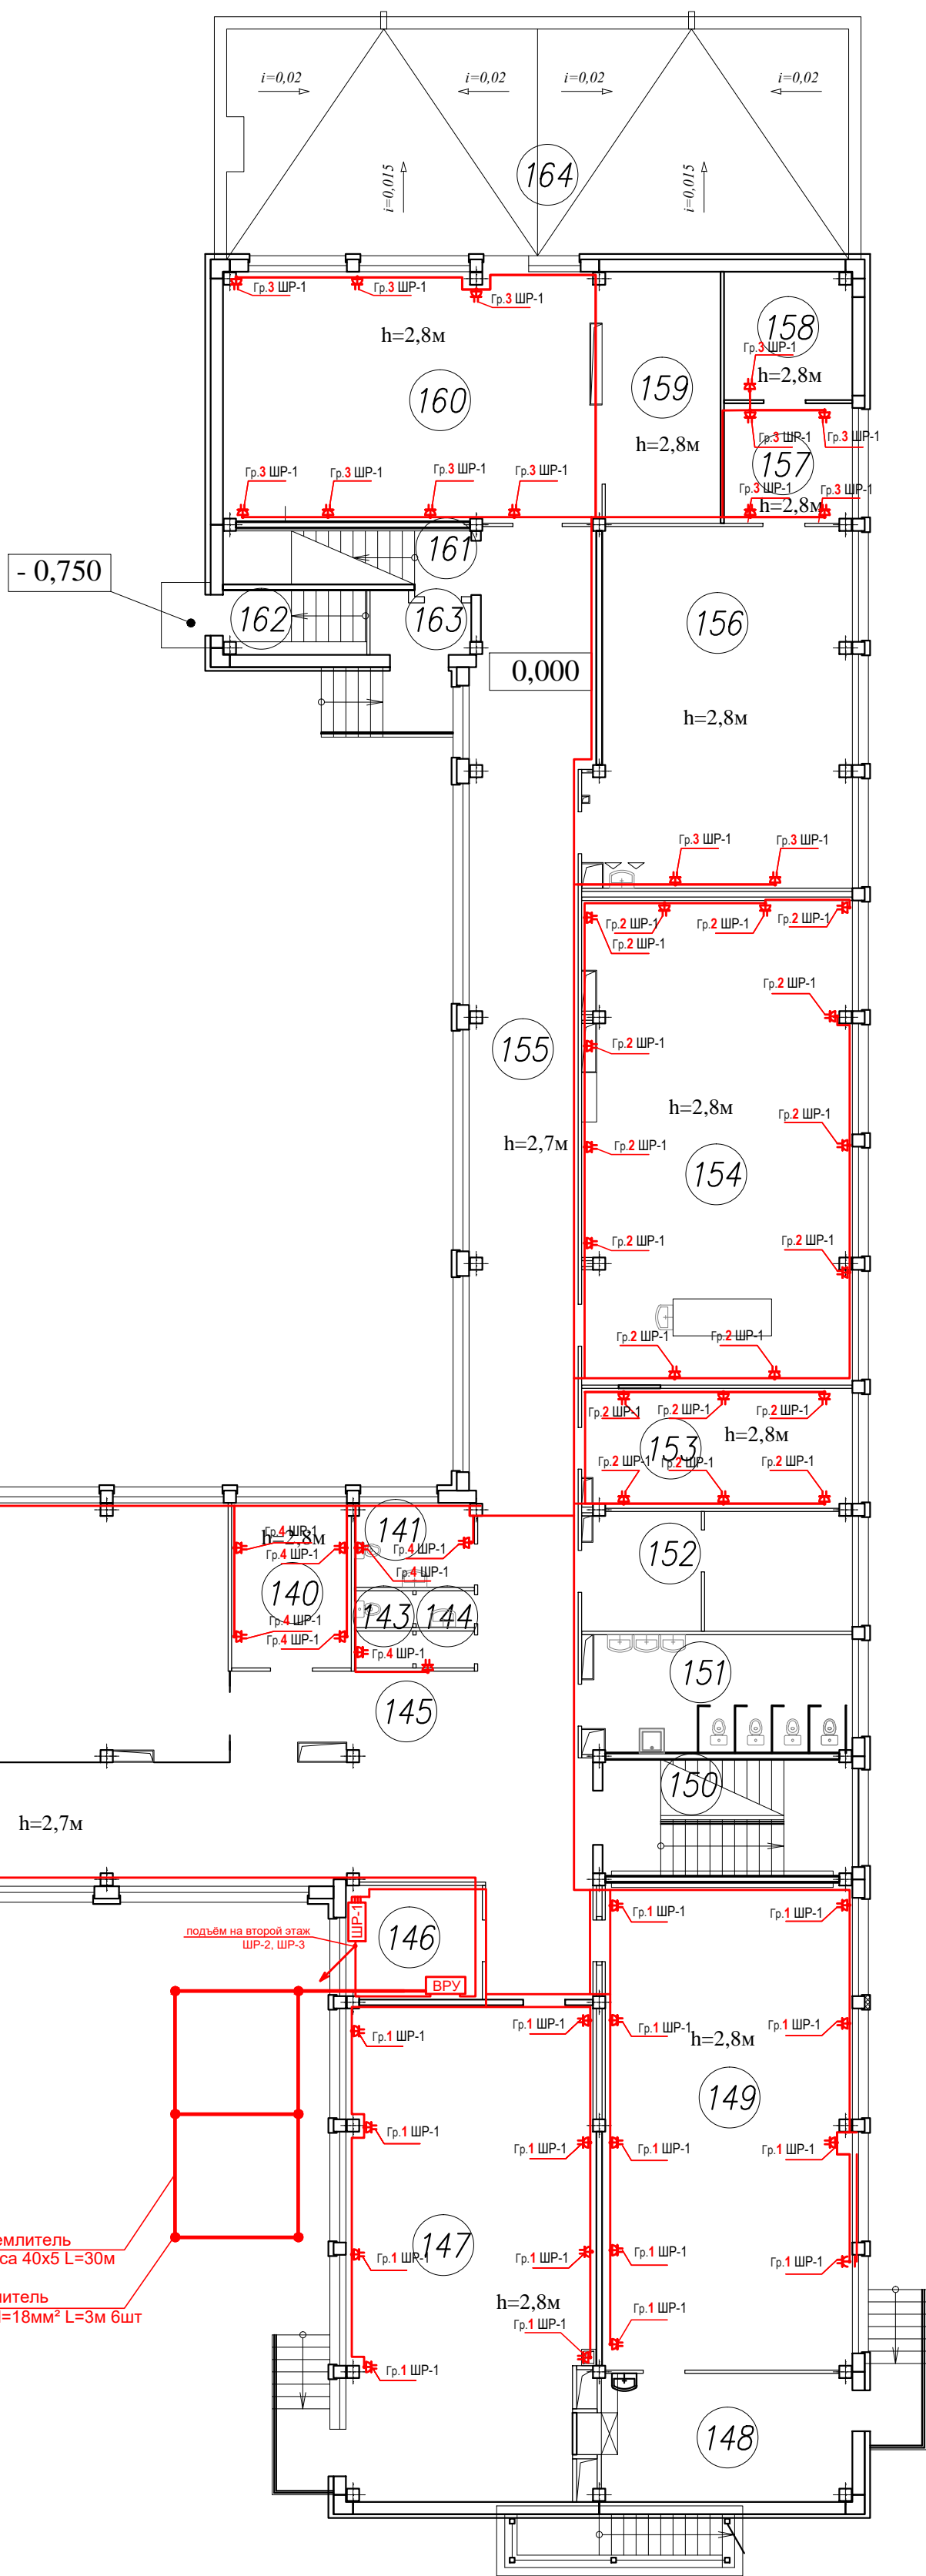 i=0,02
i=0,02
i=0,02
i=0,02
164
i=0,015
i=0,015
Гр.3 ШР-1
Гр.3 ШР-1
Гр.3 ШР-1
h=2,8м
158
Гр.3 ШР-1
h=2,8м
160
159
h=2,8м
Гр.3 ШР-1
Гр.3 ШР-1
157
Гр.3 ШР-1
Гр.3 ШР-1
Гр.3 ШР-1
Гр.3 ШР-1
Гр.3 ШР-1
Гр.3 ШР-1
h=2,8м
161
- 0,750
162
163
156
0,000
h=2,8м
Гр.3 ШР-1
Гр.3 ШР-1
Гр.2 ШР-1
Гр.2 ШР-1
Гр.2 ШР-1
Гр.2 ШР-1
Гр.2 ШР-1
155
Гр.2 ШР-1
h=2,8м
Гр.2 ШР-1
h=2,7м
Гр.2 ШР-1
154
Гр.2 ШР-1
Гр.2 ШР-1
Гр.2 ШР-1
Гр.2 ШР-1
Гр.2 ШР-1
Гр.2 ШР-1
Гр.2 ШР-1
h=2,8м
153
Гр.2 ШР-1
Гр.2 ШР-1
Гр.2 ШР-1
141
Гр.4 ШР-1
h=2,8м
Гр.4 ШР-1
Гр.4 ШР-1
Гр.4 ШР-1
152
140
143
144
Гр.4 ШР-1
Гр.4 ШР-1
Гр.4 ШР-1
151
145
150
h=2,7м
Гр.1 ШР-1
Гр.1 ШР-1
ШР-1
146
подъём на второй этаж
ШР-2, ШР-3
ВРУ
Гр.1 ШР-1
Гр.1 ШР-1
Гр.1 ШР-1
Гр.1 ШР-1
h=2,8м
149
Гр.1 ШР-1
Гр.1 ШР-1
Гр.1 ШР-1
Гр.1 ШР-1
147
емлитель
са 40х5 L=30м
Гр.1 ШР-1
Гр.1 ШР-1
Гр.1 ШР-1
Гр.1 ШР-1
литель
=18мм² L=3м 6шт
h=2,8м
Гр.1 ШР-1
Гр.1 ШР-1
Гр.1 ШР-1
148